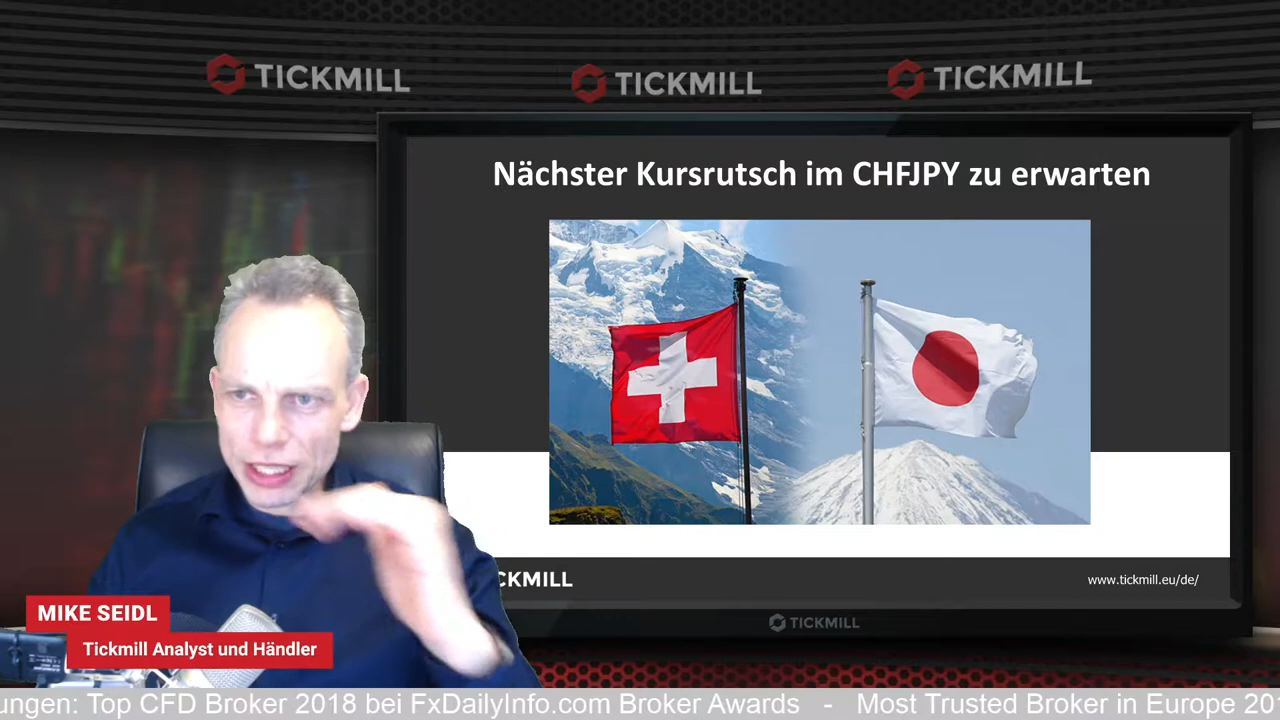 TICKMILL
TICKMILL
TICKMILL
Nächster Kursrutsch im CHFJPY zu erwarten
CKMILL
www.tickmill.eu/de/
TICKMILL
MIKE SEIDL
Tickmill Analyst und Händler
ungen: Top CFD Broker 2018 bei FxDailyInfo.com Broker Awards - Most Trusted Broker in Europe 20